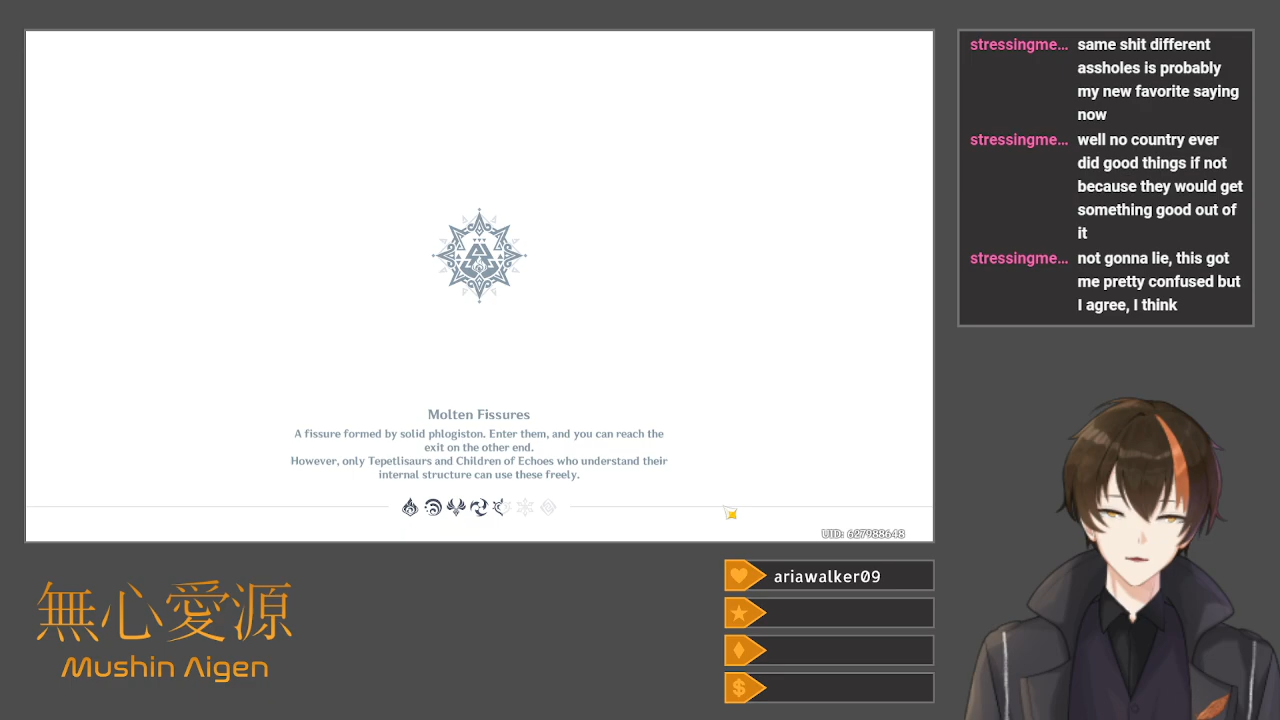 stressingme... same shit different
assholes is probably
my new favorite saying
now
stressingme... well no country ever
did good things if not
because they would get
something good out of
it
stressingme... not gonna lie, this got
me pretty confused but
I agree, I think
Molten Fissures
A fissure formed by solid phlogiston. Enter them, and you can reach the
exit on the other end.
However, only Tepetlisaurs and Children of Echoes who understand their
internal structure can use these freely.
UID: 627988648
ariawalker09
無心愛源
Mushin Aigen